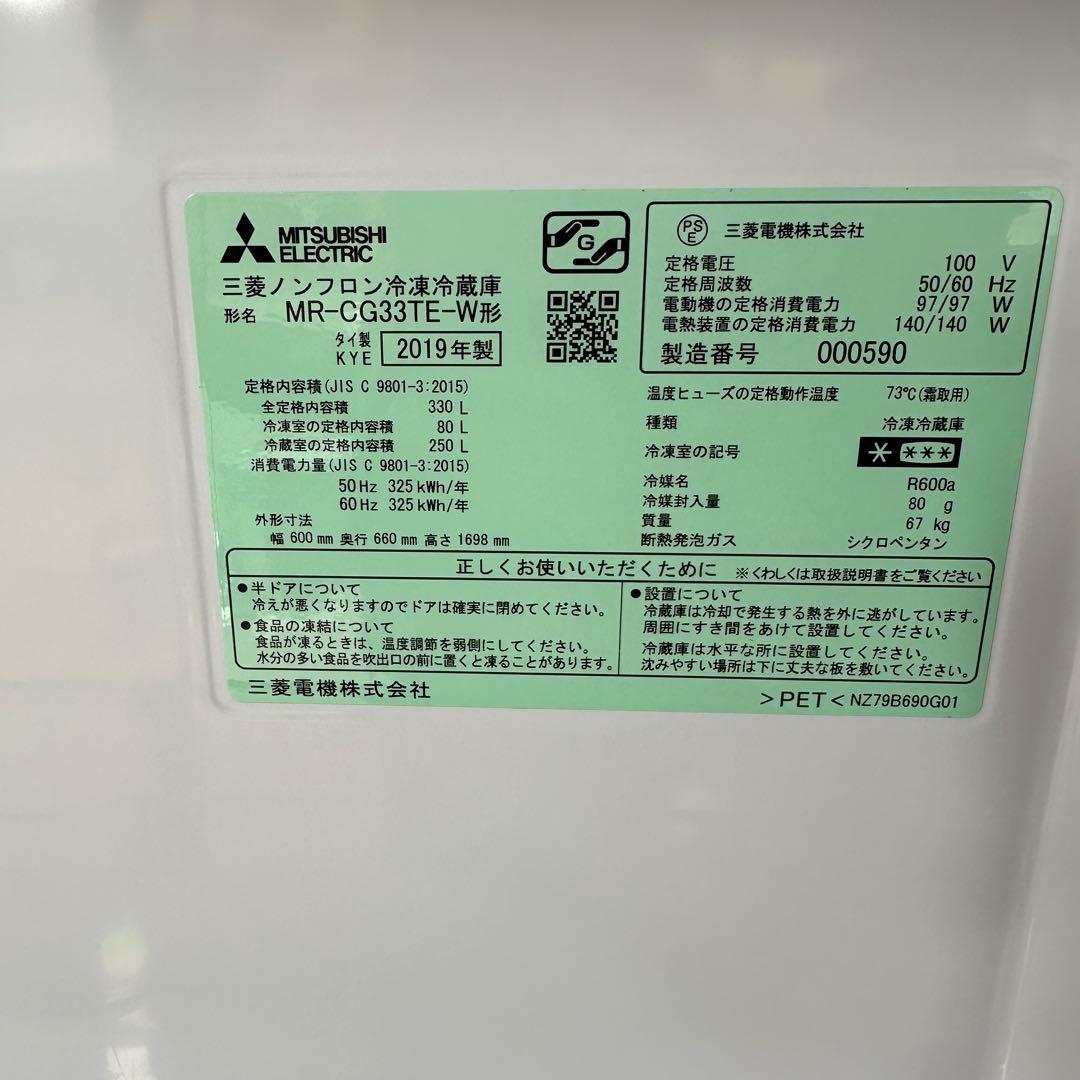 MITSUBISHI
ELECTRIC
三菱ノンフロン冷凍冷蔵庫
形名 MR-CG33TE-W形
タイ製
KYE 2019年製
定格内容積(JIS C 9801-3:2015)
全定格内容積 330 L
冷凍室の定格内容積 80 L
冷蔵室の定格内容積 250 L
消費電力量(JIS C 9801-3:2015)
50Hz 325kWh/年
60Hz 325kWh/年
外形寸法
幅 600mm 奥行 660mm 高さ 1698mm
G
PSE 三菱電機株式会社
定格電圧 100 V
定格周波数 50/60 Hz
電動機の定格消費電力 97/97 W
電熱装置の定格消費電力 140/140 W
製造番号 000590
温度ヒューズの定格動作温度 73℃(霜取用)
種類 冷凍冷蔵庫
冷凍室の記号 * ***
冷媒名 R600a
冷媒封入量 80 g
質量 67 kg
断熱発泡ガス シクロペンタン
正しくお使いいただくために ※くわしくは取扱説明書をご覧ください
●半ドアについて
冷えが悪くなりますのでドアは確実に閉めてください。
●食品の凍結について
食品が凍るときは、温度調節を弱側にしてください。
水分の多い食品を吹出口の前に置くと凍ることがあります。
●設置について
冷蔵庫は冷却で発生する熱を外に逃がしています。
周囲にすき間をあけて設置してください。
冷蔵庫は水平な所に設置してください。
沈みやすい場所は下に丈夫な板を敷いてください。
三菱電機株式会社
>PET< NZ79B690G01